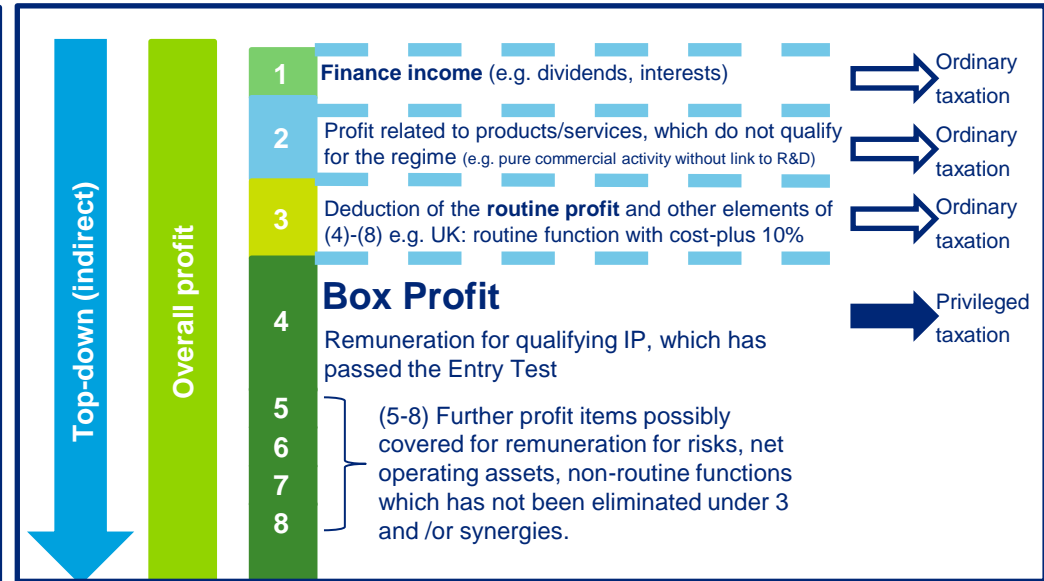 Top-down (indirect)
Overall profit
1
Finance income (e.g. dividends, interests)
Ordinary
taxation
2
Profit related to products/services, which do not qualify
for the regime (e.g. pure commercial activity without link to R&D)
Ordinary
taxation
3
Deduction of the routine profit and other elements of
(4)-(8) e.g. UK: routine function with cost-plus 10%
Ordinary
taxation
4
Box Profit
Remuneration for qualifying IP, which has
passed the Entry Test
Privileged
taxation
5
6
7
8
(5-8) Further profit items possibly
covered for remuneration for risks, net
operating assets, non-routine functions
which has not been eliminated under 3
and /or synergies.